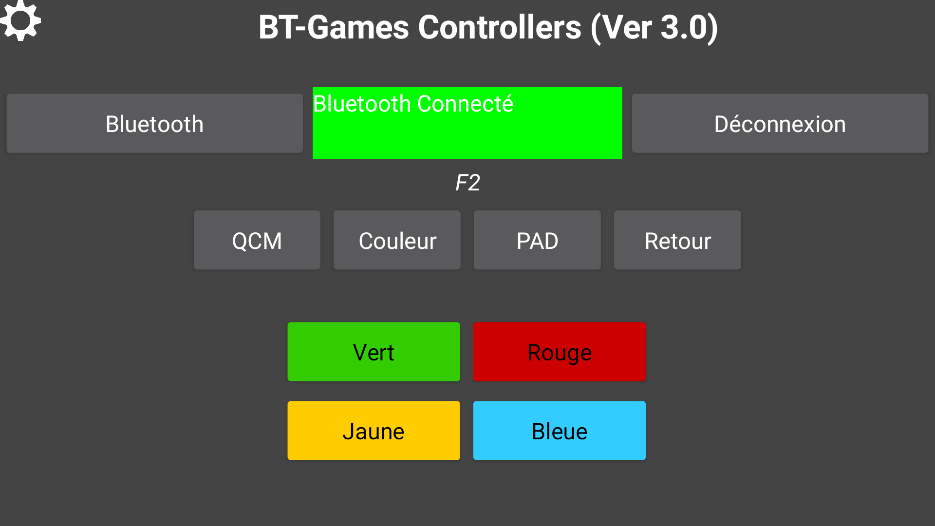 BT-Games Controllers (Ver 3.0)
Bluetooth
Bluetooth Connecté
Déconnexion
F2
QCM
Couleur
PAD
Retour
Vert
Rouge
Jaune
Bleue